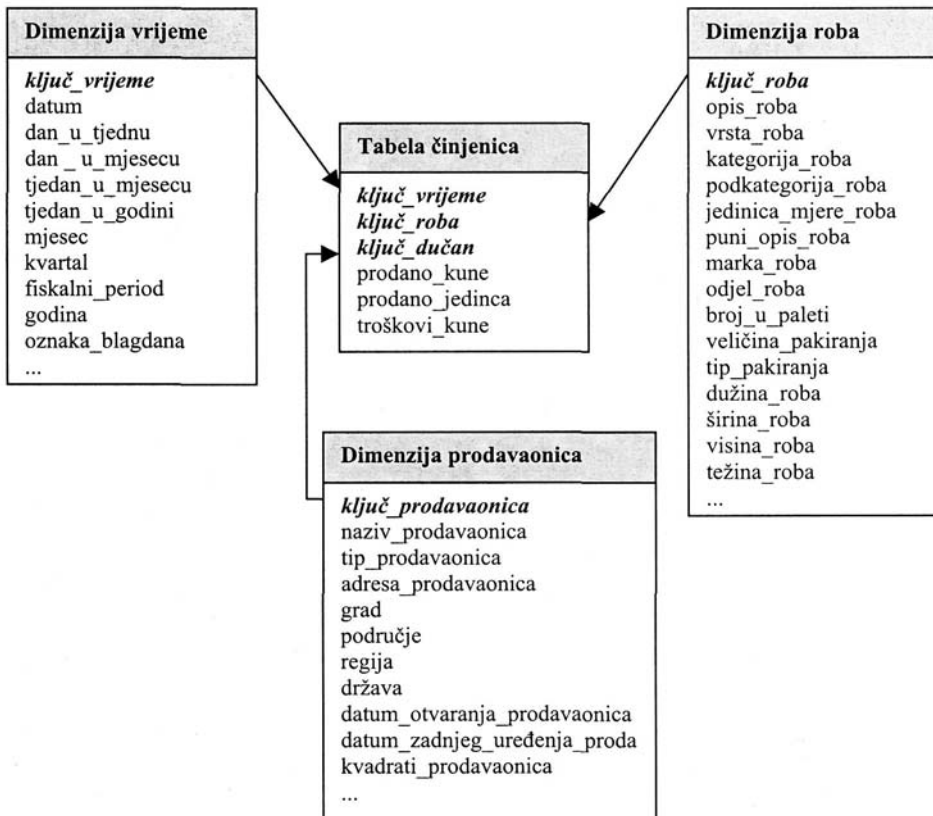 Dimenzija vrijeme
ključ_vrijeme
datum
dan_u_tjednu
dan_u_mjesecu
tjedan_u_mjesecu
tjedan_u_godini
mjesec
kvartal
fiskalni_period
godina
oznaka_blagdana
...
Tabela činjenica
ključ_vrijeme
ključ_roba
ključ_dučan
prodano_kune
prodano_jedinca
troškovi_kune
Dimenzija roba
ključ_roba
opis_roba
vrsta_roba
kategorija_roba
podkategorija_roba
jedinica_mjere_roba
puni_opis_roba
marka_roba
odjel_roba
broj_u_paleti
veličina_pakiranja
tip_pakiranja
dužina_roba
širina_roba
visina_roba
težina_roba
...
Dimenzija prodavaonica
ključ_prodavaonica
naziv_prodavaonica
tip_prodavaonica
adresa_prodavaonica
grad
područje
regija
država
datum_otvaranja_prodavaonica
datum_zadnjeg_uređenja_proda
kvadrati_prodavaonica
...